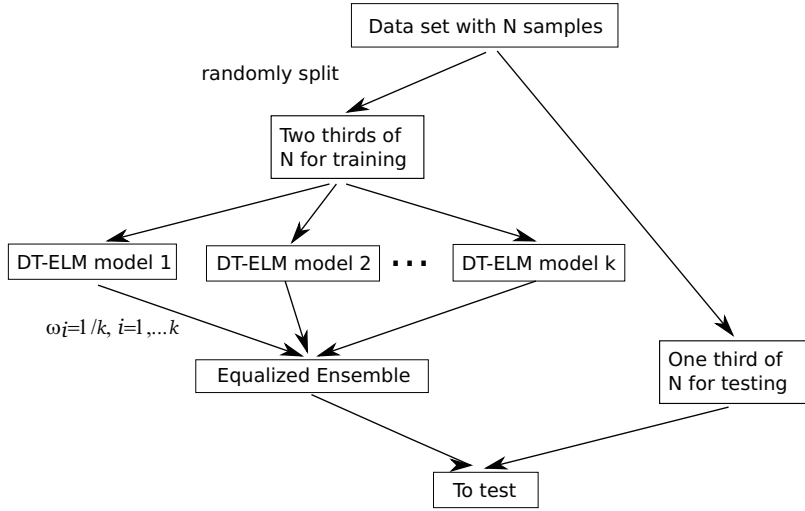 Data set with N samples
randomly split
Two thirds of
N for training
DT-ELM model 1
DT-ELM model 2
...
DT-ELM model k
ωi=1/k, i=1,...k
Equalized Ensemble
One third of
N for testing
To test